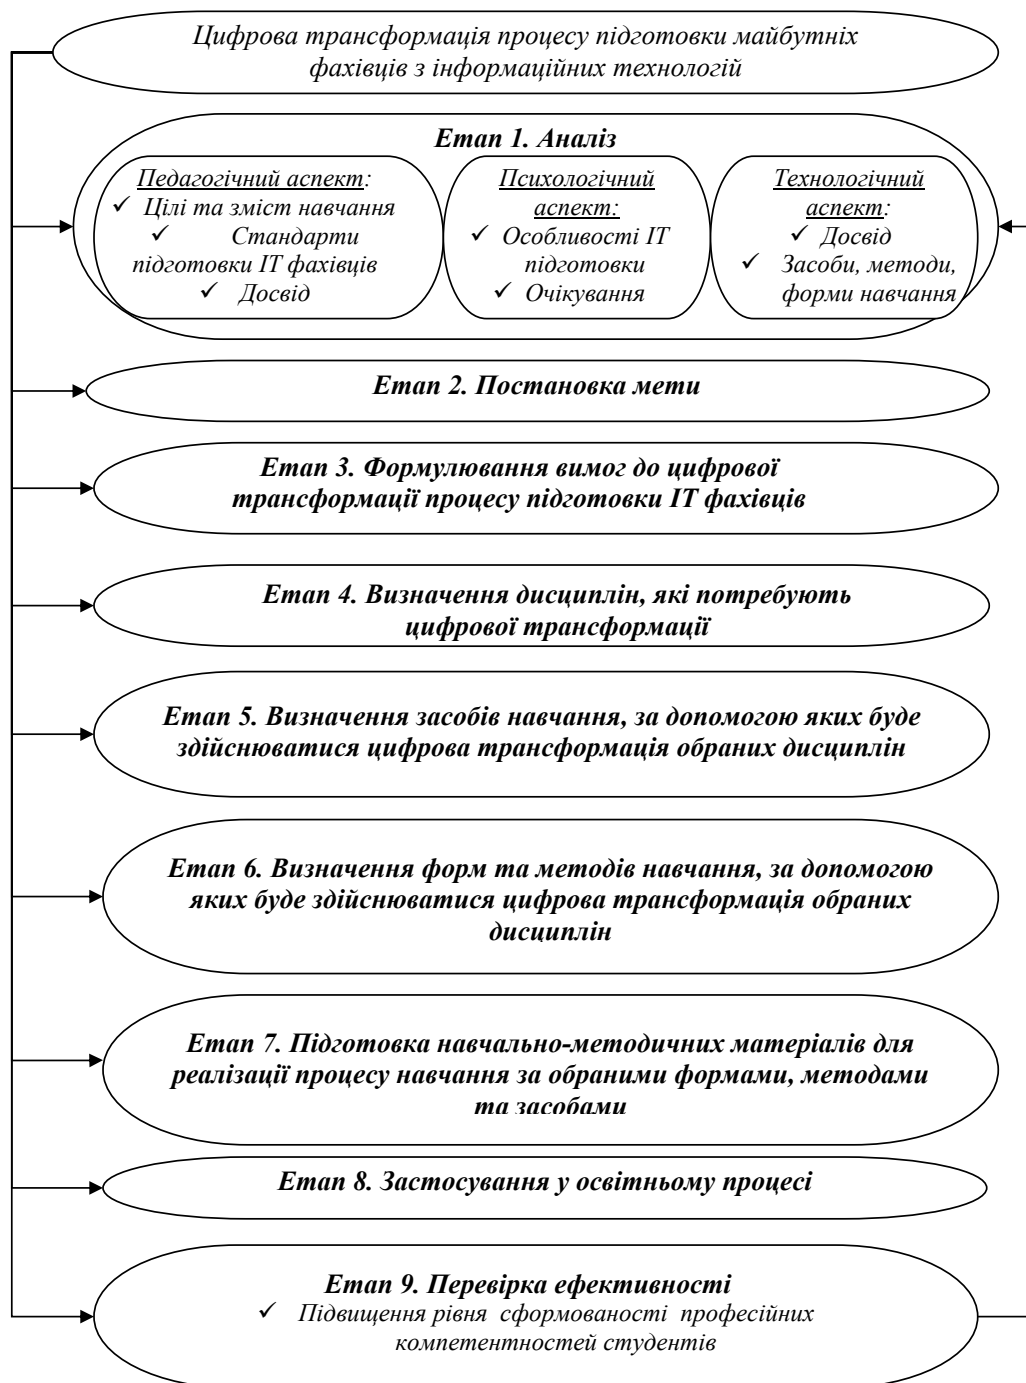 Цифрова трансформація процесу підготовки майбутніх
фахівців з інформаційних технологій
Етап 1. Аналіз
Педагогічний аспект:
✓ Цілі та зміст навчання
✓ Стандарти
підготовки ІТ фахівців
✓ Досвід
Психологічний
аспект:
✓ Особливості ІТ
підготовки
✓ Очікування
Технологічний
аспект:
✓ Досвід
✓ Засоби, методи,
форми навчання
Етап 2. Постановка мети
Етап 3. Формулювання вимог до цифрової
трансформації процесу підготовки ІТ фахівців
Етап 4. Визначення дисциплін, які потребують
цифрової трансформації
Етап 5. Визначення засобів навчання, за допомогою яких буде
здійснюватися цифрова трансформація обраних дисциплін
Етап 6. Визначення форм та методів навчання, за допомогою
яких буде здійснюватися цифрова трансформація обраних
дисциплін
Етап 7. Підготовка навчально-методичних матеріалів для
реалізації процесу навчання за обраними формами, методами
та засобами
Етап 8. Застосування у освітньому процесі
Етап 9. Перевірка ефективності
✓ Підвищення рівня сформованості професійних
компетентностей студентів